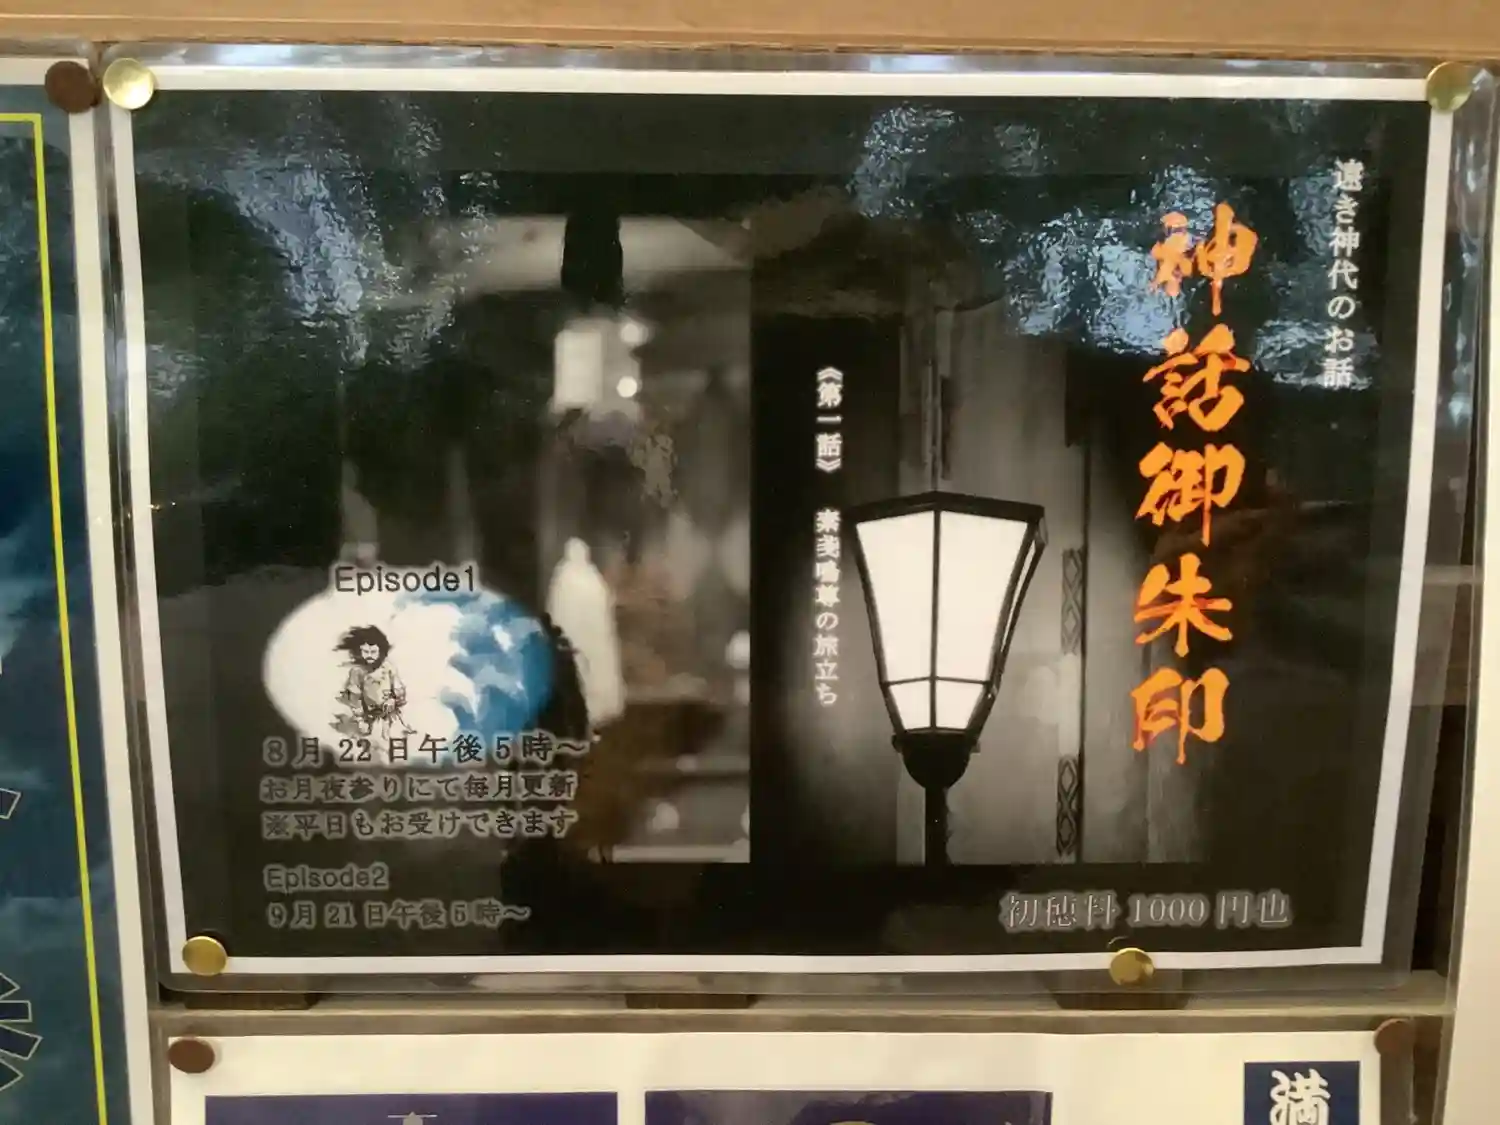 遠き神代のお話
神話御朱印
《第一話》 素戔嗚尊の旅立ち
Episode1
8月22日午後5時～
お月夜参りにて毎月更新
※平日もお受けできます
Episode2
9月21日午後5時～
初穂料1000円也
満